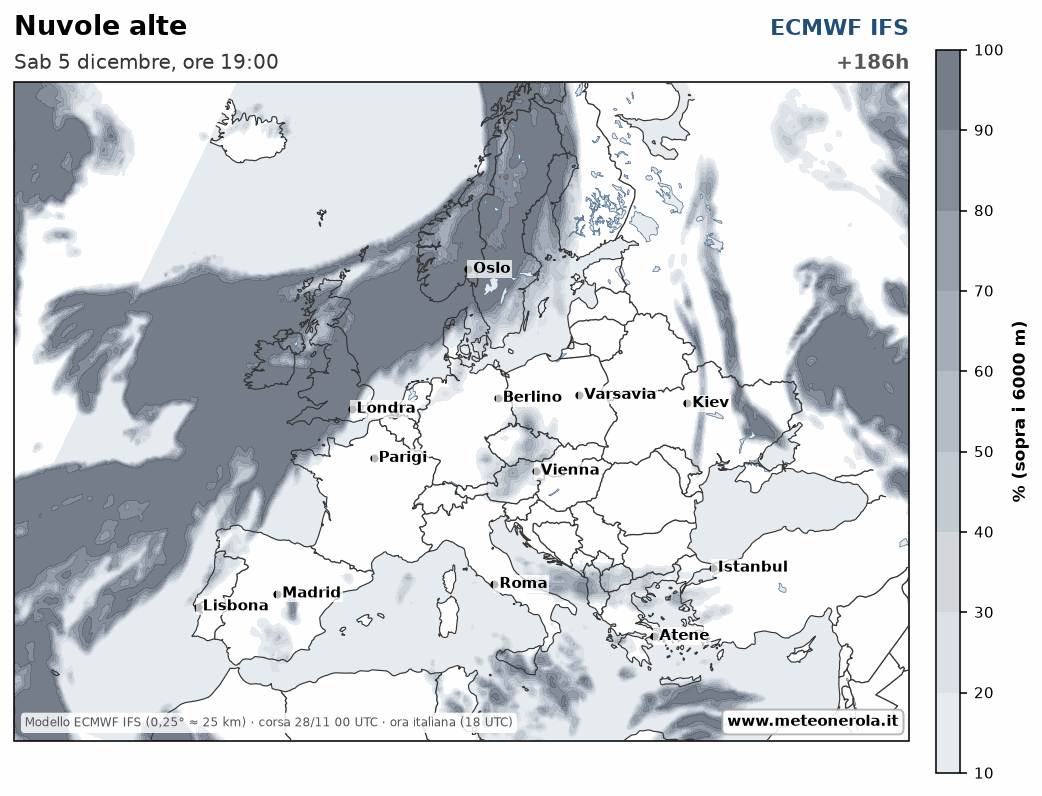 Nuvole alte
ECMWF IFS
Sab 5 dicembre, ore 19:00
+186h
Oslo
Londra
Berlino
Varsavia
Kiev
Parigi
Vienna
Istanbul
Roma
Madrid
Lisbona
Atene
Modello ECMWF IFS (0,25° ≈ 25 km) · corsa 28/11 00 UTC · ora italiana (18 UTC)
www.meteonerola.it
100
90
80
70
60
50
40
30
20
10
% (sopra i 6000 m)